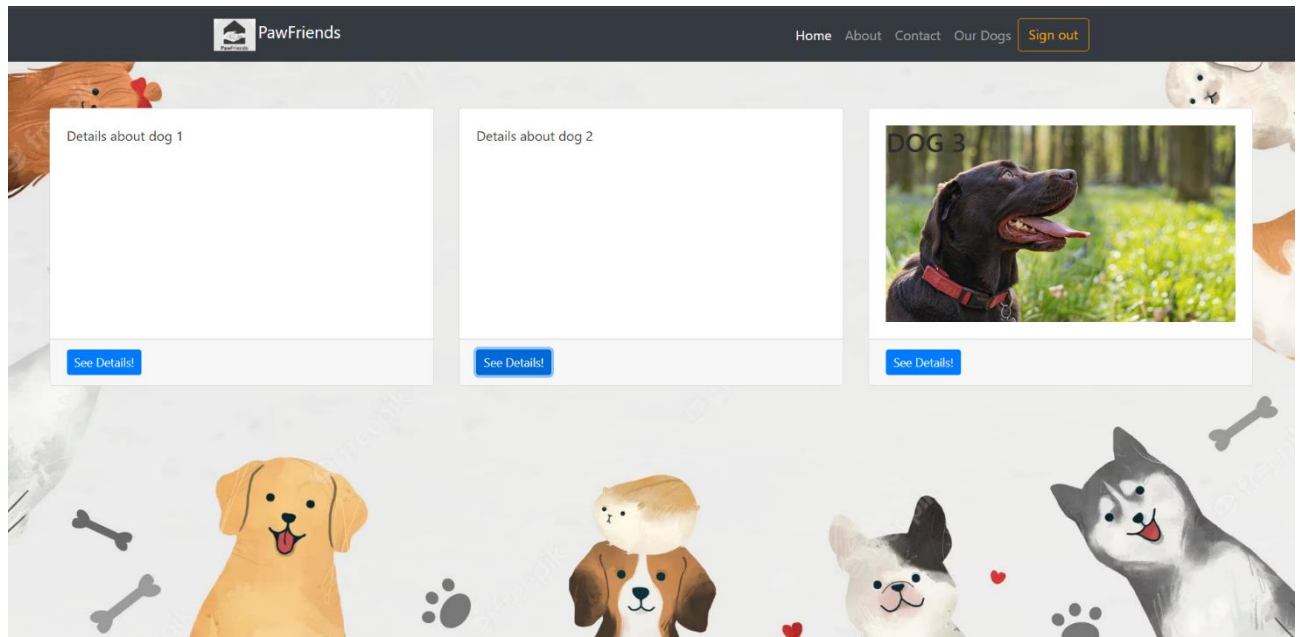 PawFriends
PawFriends
Home About Contact Our Dogs Sign out
Details about dog 1
Details about dog 2
DOG 3
See Details!
See Details!
See Details!